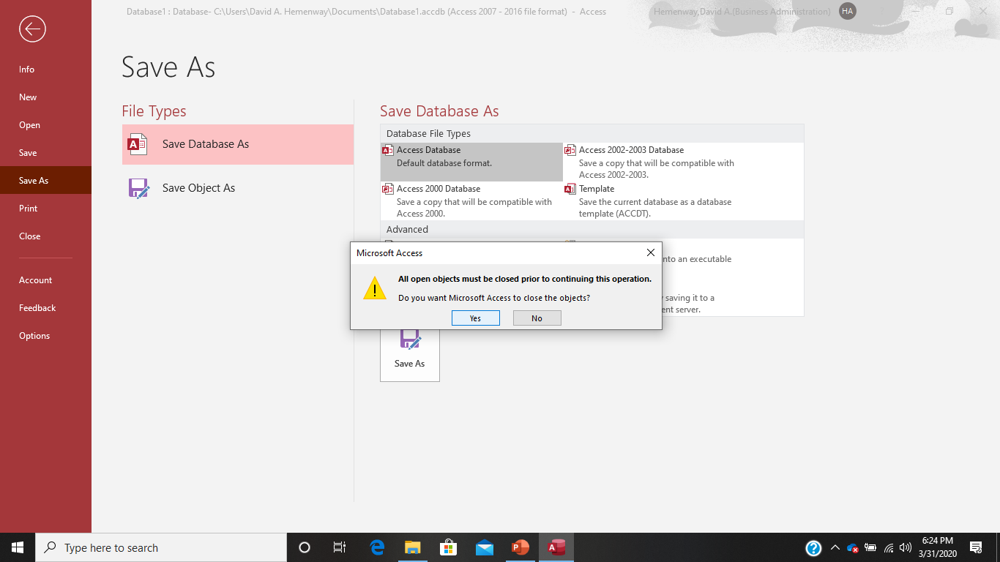 Database1 : Database- C:\Users\David A. Hemenway\Documents\Database1.accdb (Access 2007 - 2016 file format)  -  Access
Hemenway,David A.(Business Administration)
HA
?
Info
New
Open
Save
Save As
Print
Close
Account
Feedback
Options
Save As
File Types
Save Database As
Save Object As
Save Database As
Database File Types
Access Database
Default database format.
Access 2002-2003 Database
Save a copy that will be compatible with
Access 2002-2003.
Access 2000 Database
Save a copy that will be compatible with
Access 2000.
Template
Save the current database as a database
template (ACCDT).
Advanced
into an executable
saving it to a
server.
Microsoft Access
All open objects must be closed prior to continuing this operation.
Do you want Microsoft Access to close the objects?
Yes
No
Save As
Type here to search
6:24 PM
3/31/2020